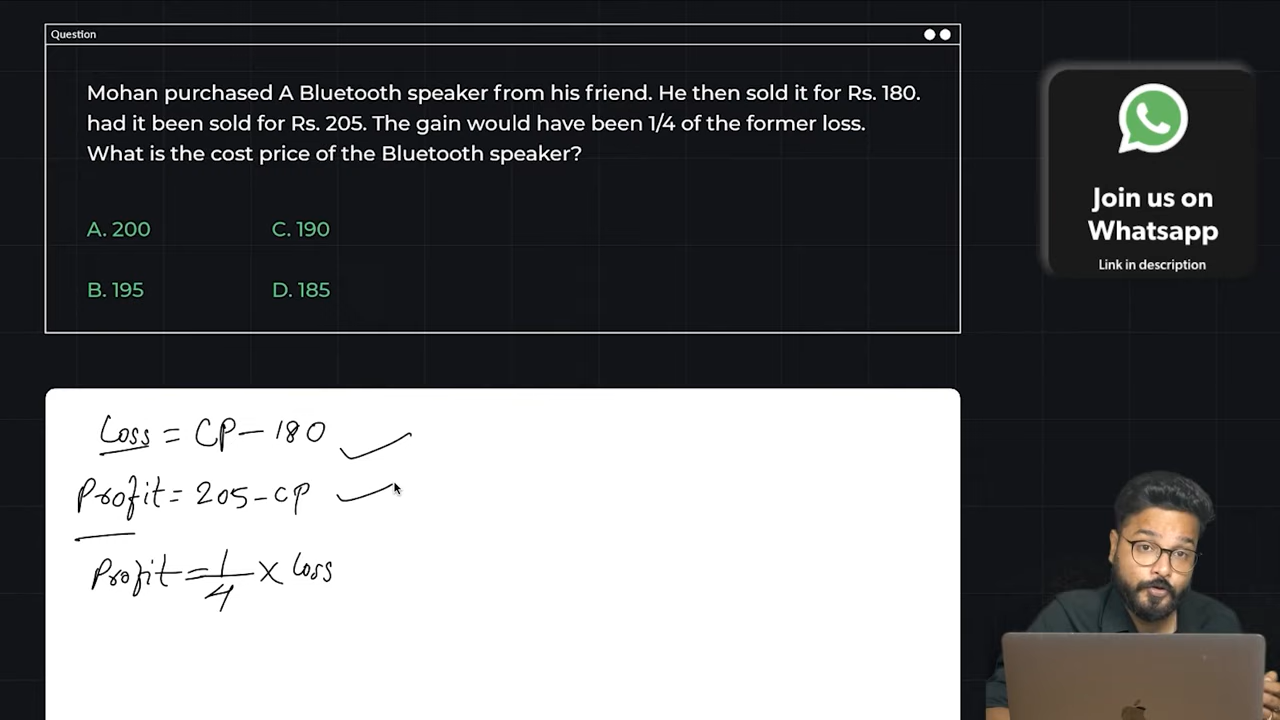 Question
Mohan purchased A Bluetooth speaker from his friend. He then sold it for Rs. 180.
had it been sold for Rs. 205. The gain would have been 1/4 of the former loss.
What is the cost price of the Bluetooth speaker?
A. 200
C. 190
B. 195
D. 185
Join us on
Whatsapp
Link in description
Loss = CP - 180
Profit = 205 - CP
Profit = 1/4 x Loss